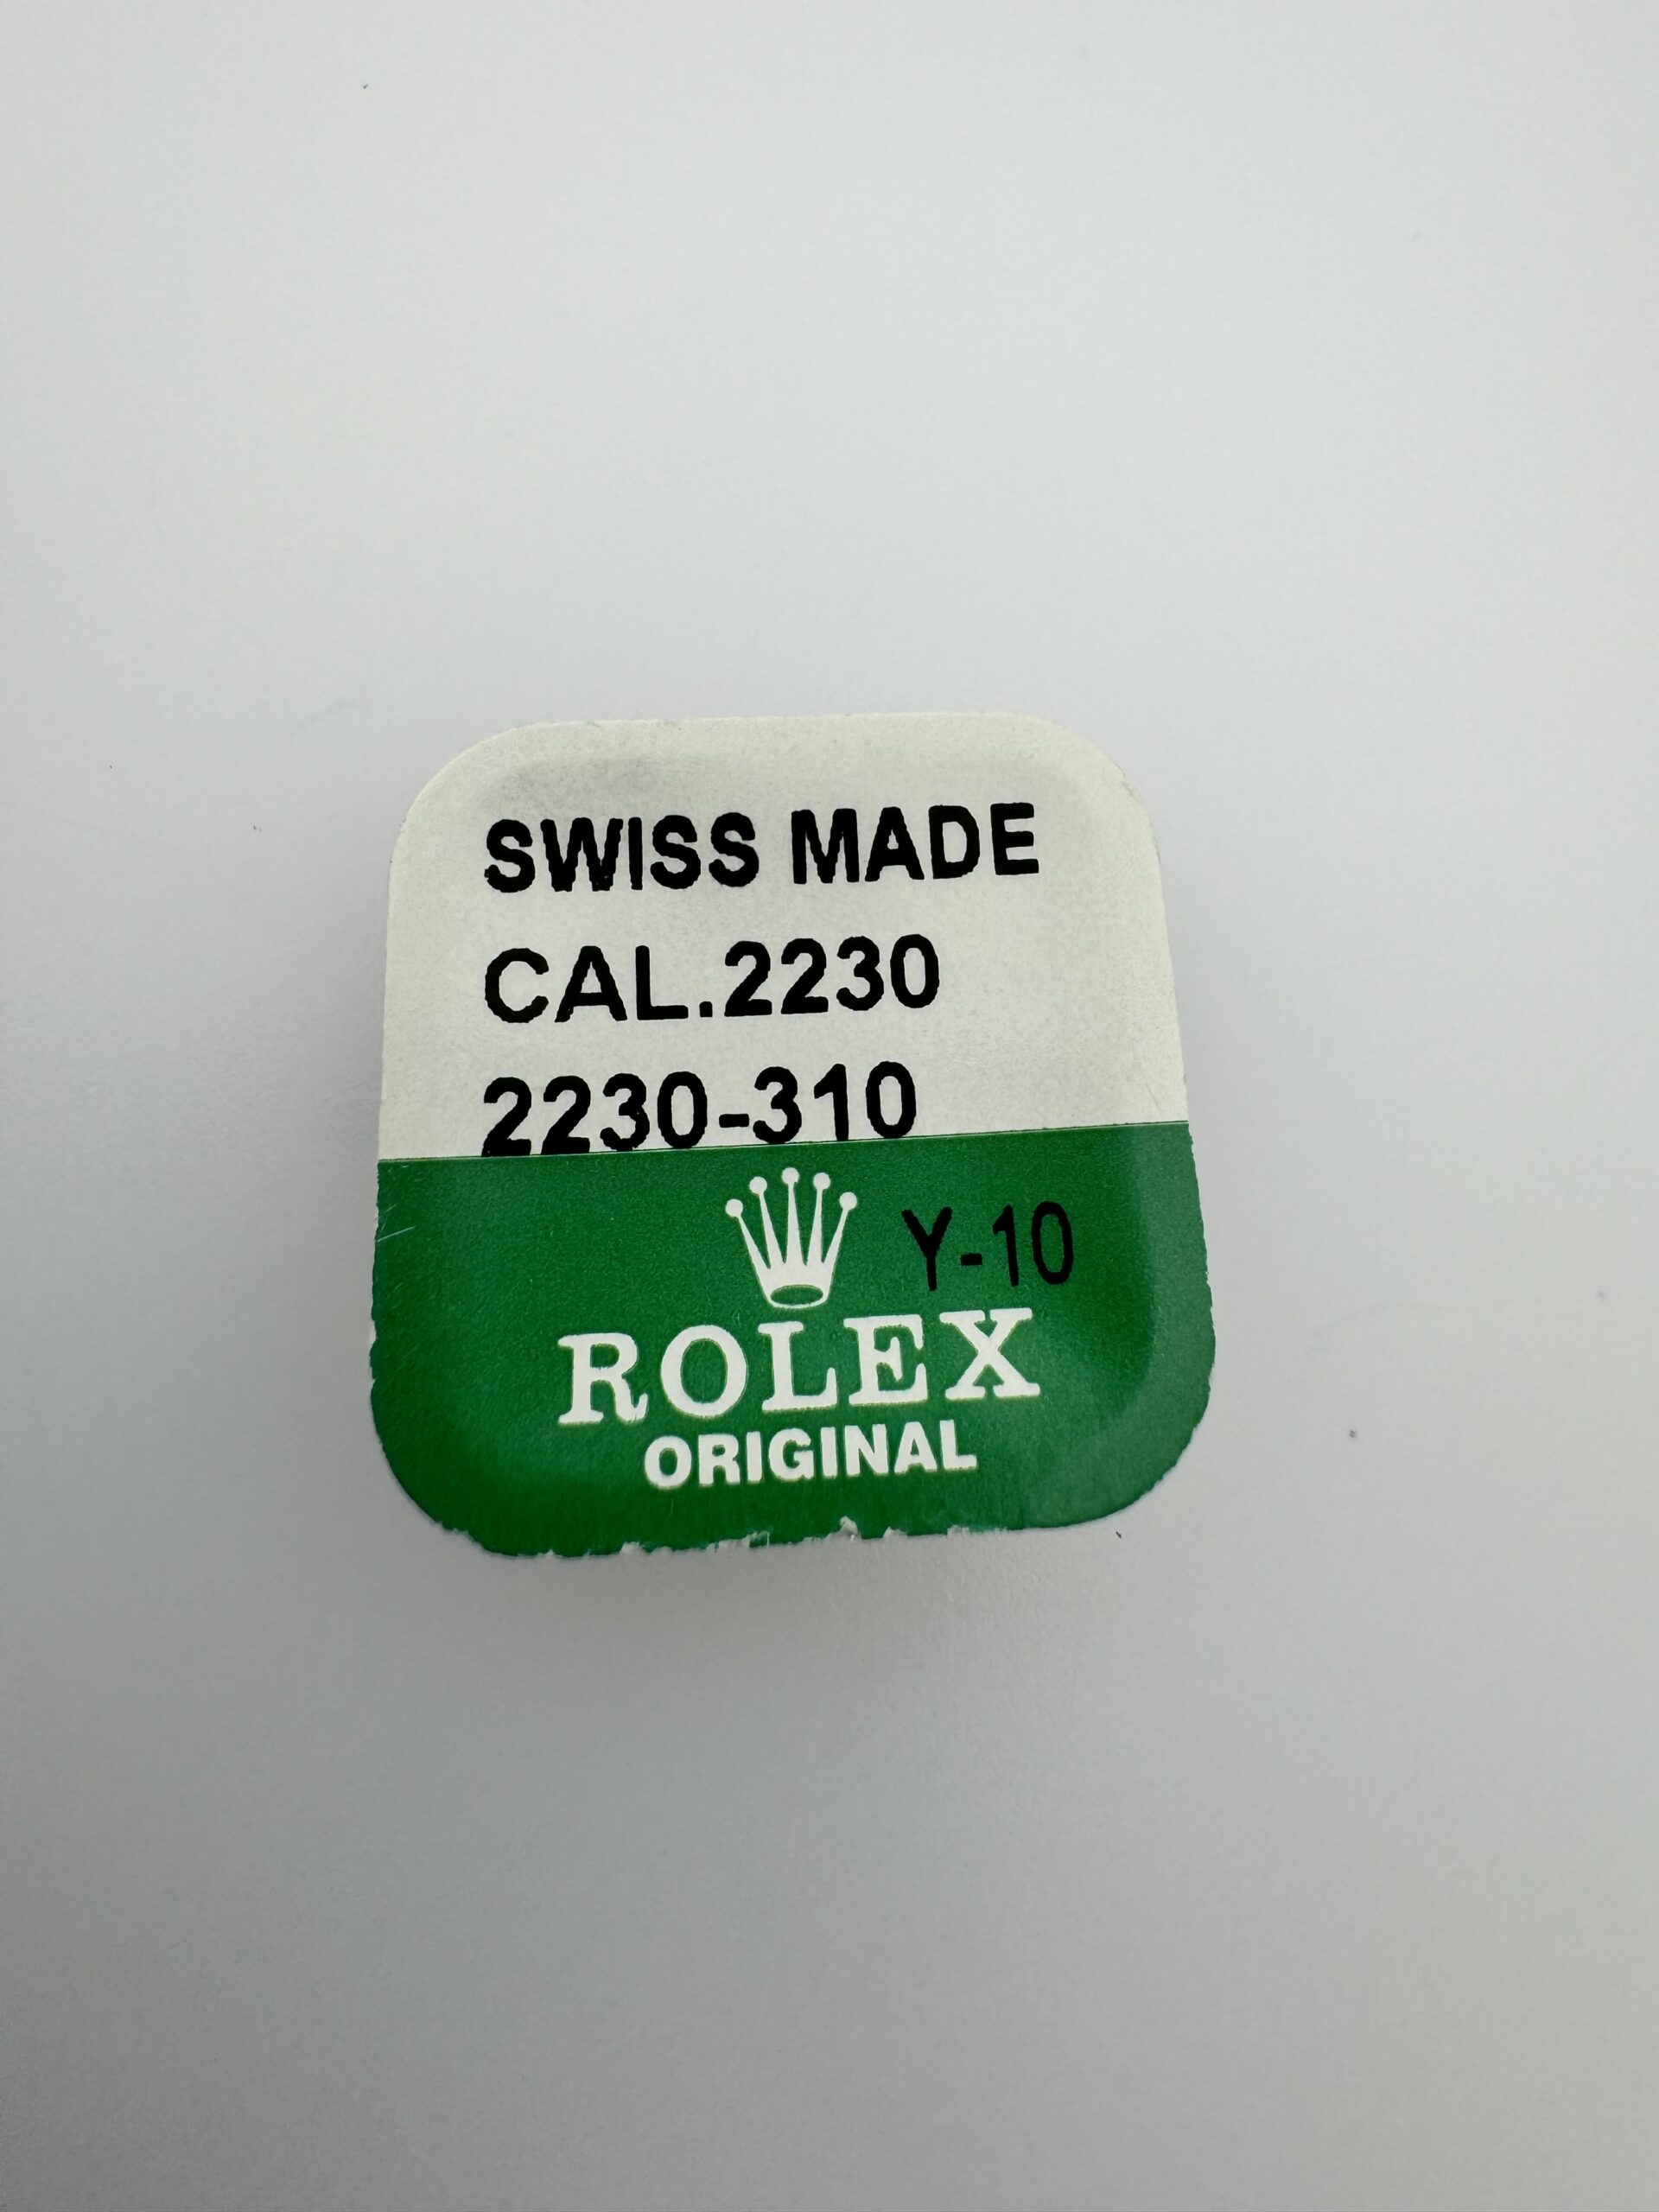 SWISS MADE
CAL.2230
2230-310
Y-10
ROLEX
ORIGINAL